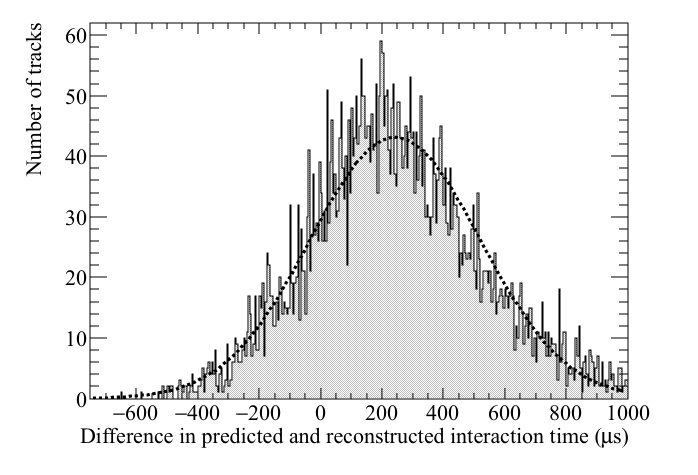 Number of tracks
60
50
40
30
20
10
0
−600 −400 −200 0 200 400 600 800 1000
Difference in predicted and reconstructed interaction time (μs)